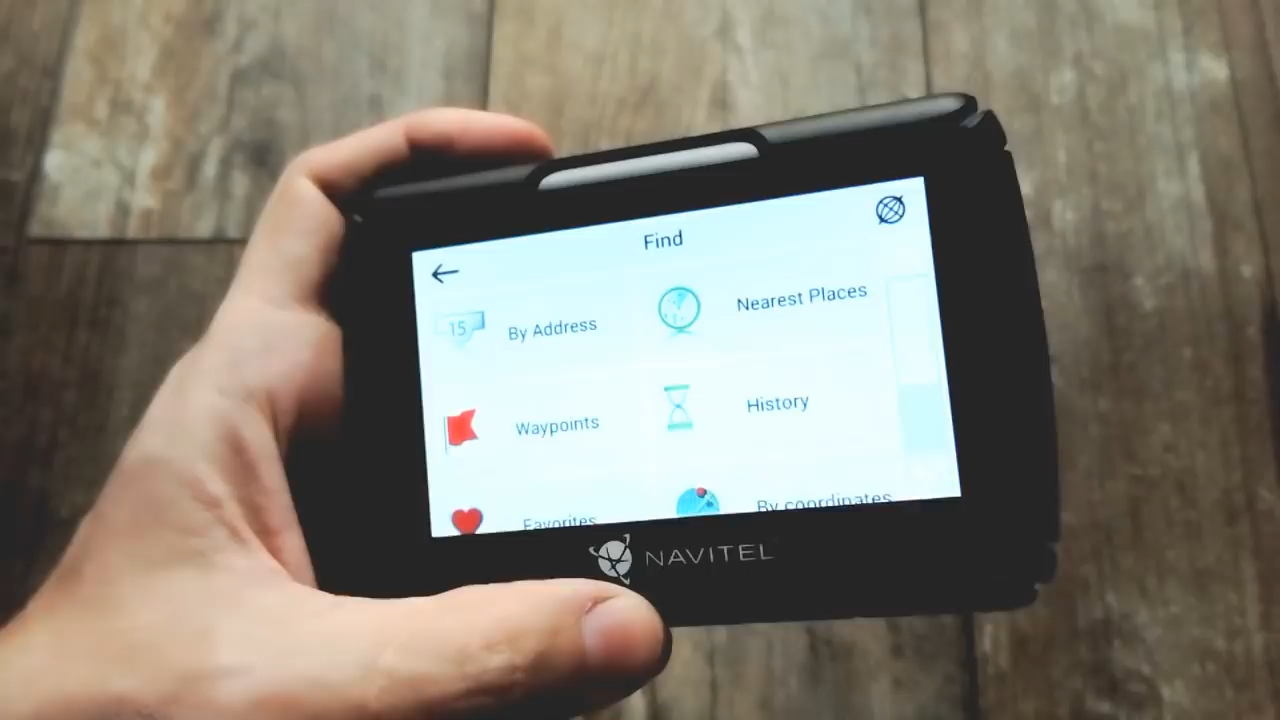 Find
15
By Address
Nearest Places
Waypoints
History
Favorites
By coordinates
NAVITEL